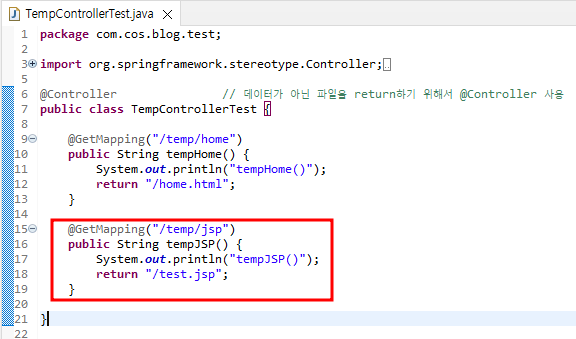 TempControllerTest.java
1 package com.cos.blog.test;
2
3 import org.springframework.stereotype.Controller;
5
6 @Controller // 데이터가 아닌 파일을 return하기 위해서 @Controller 사용
7 public class TempControllerTest {
8
9 @GetMapping("/temp/home")
10 public String tempHome() {
11 System.out.println("tempHome()");
12 return "/home.html";
13 }
14
15 @GetMapping("/temp/jsp")
16 public String tempJSP() {
17 System.out.println("tempJSP()");
18 return "/test.jsp";
19 }
20
21 }
22